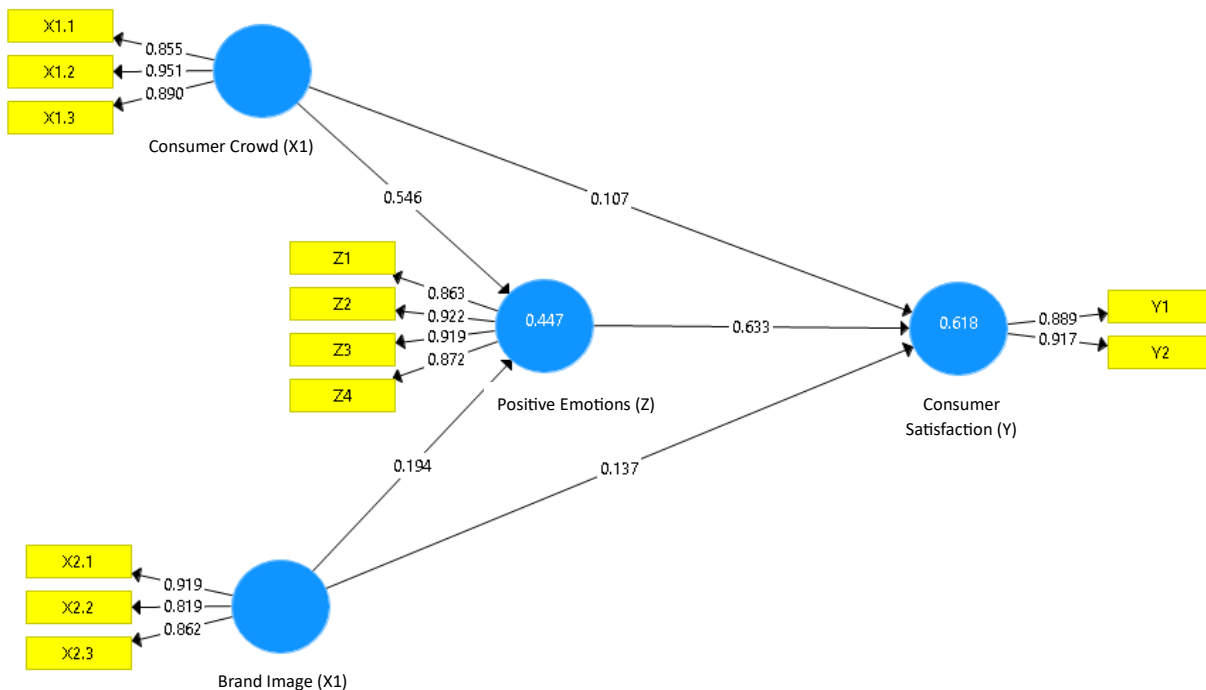 X1.1
0.855
X1.2
0.951
X1.3
0.890
Consumer Crowd (X1)
0.546
0.107
Z1
0.863
Z2
0.922
Z3
0.919
Z4
0.872
0.447
Positive Emotions (Z)
0.633
0.618
Consumer
Satisfaction (Y)
0.889
Y1
0.917
Y2
0.194
0.137
X2.1
0.919
X2.2
0.819
X2.3
0.862
Brand Image (X1)